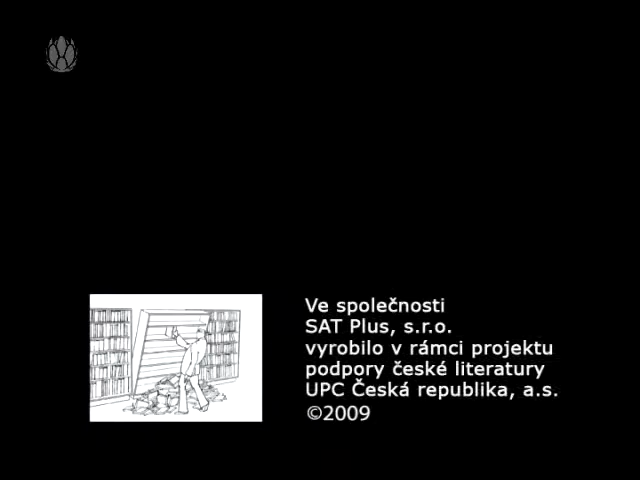 Ve společnosti
SAT Plus, s.r.o.
vyrobilo v rámci projektu
podpory české literatury
UPC Česká republika, a.s.
©2009